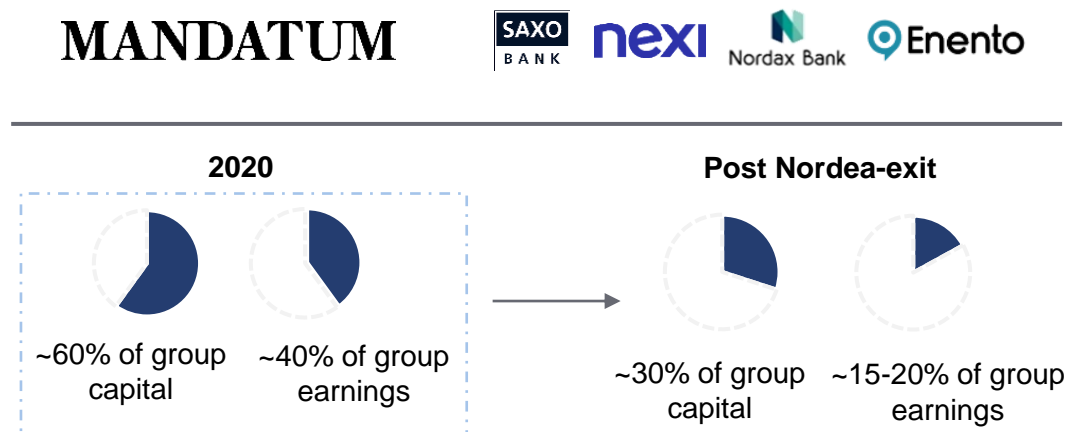 MANDATUM
SAXO
BANK
nexi
Nordax Bank
Enento
2020
Post Nordea-exit
~60% of group
capital
~40% of group
earnings
~30% of group
capital
~15-20% of group
earnings